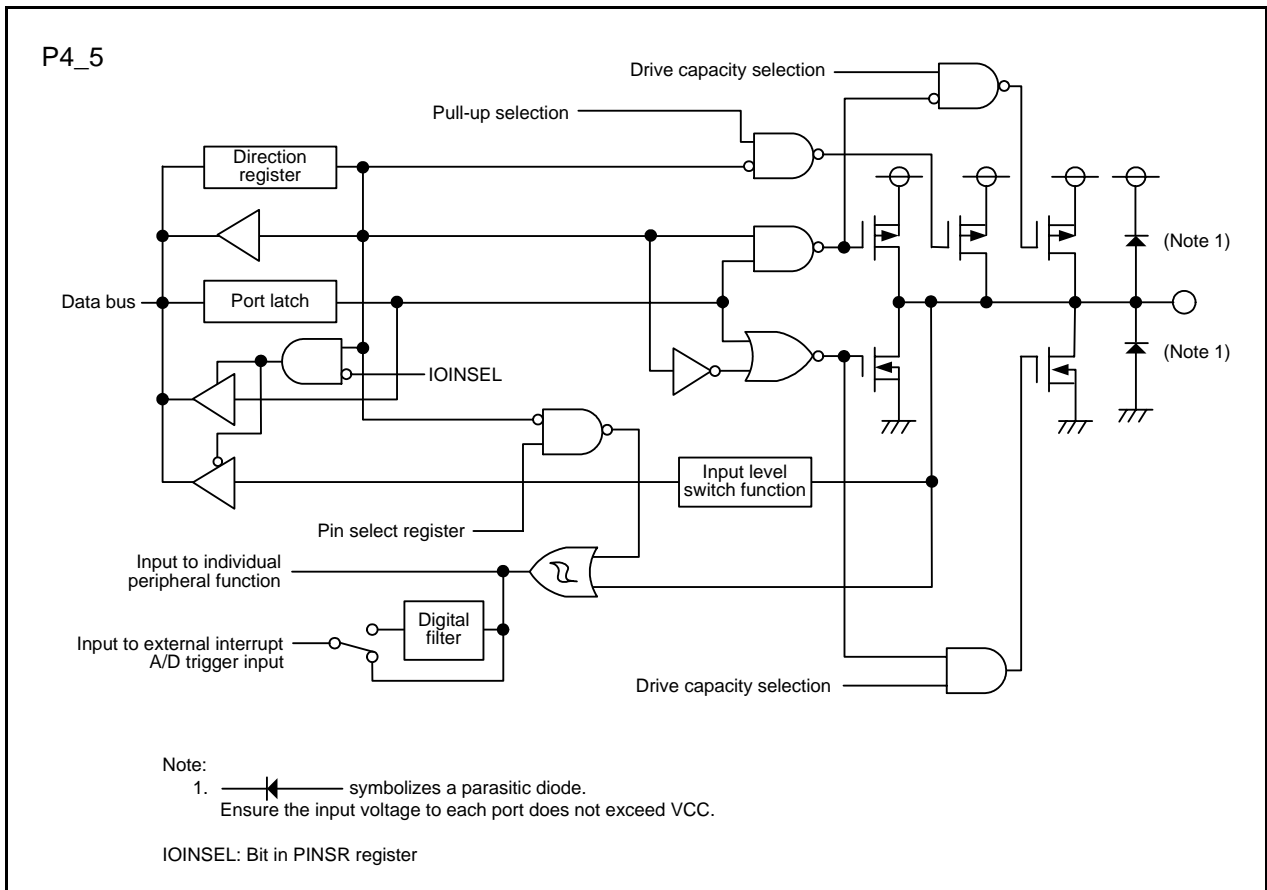 P4_5
Drive capacity selection
Pull-up selection
Direction
register
(Note 1)
Data bus
Port latch
(Note 1)
IOINSEL
Input level
switch function
Pin select register
Input to individual
peripheral function
Digital
filter
Input to external interrupt
A/D trigger input
Drive capacity selection
Note:
1. symbolizes a parasitic diode.
Ensure the input voltage to each port does not exceed VCC.
IOINSEL: Bit in PINSR register